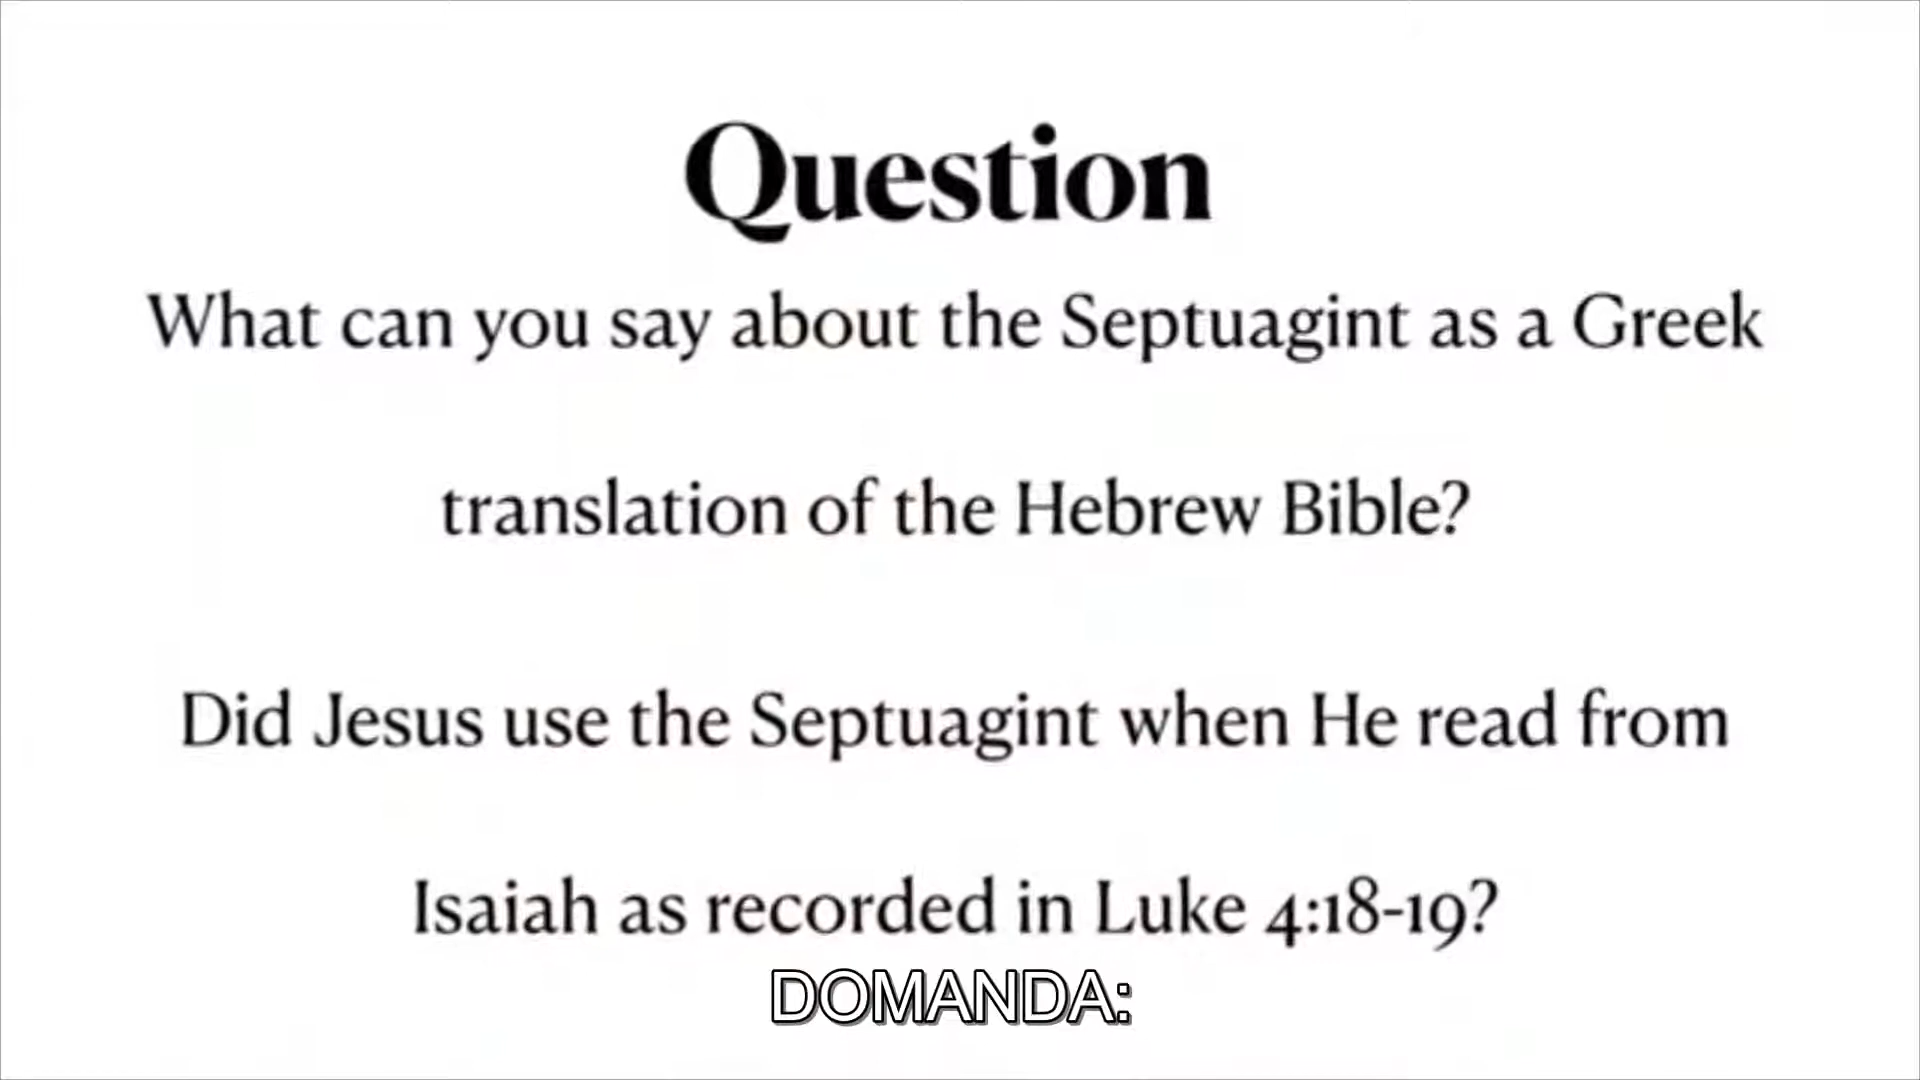 Question
What can you say about the Septuagint as a Greek
translation of the Hebrew Bible?
Did Jesus use the Septuagint when He read from
Isaiah as recorded in Luke 4:18-19?
DOMANDA: